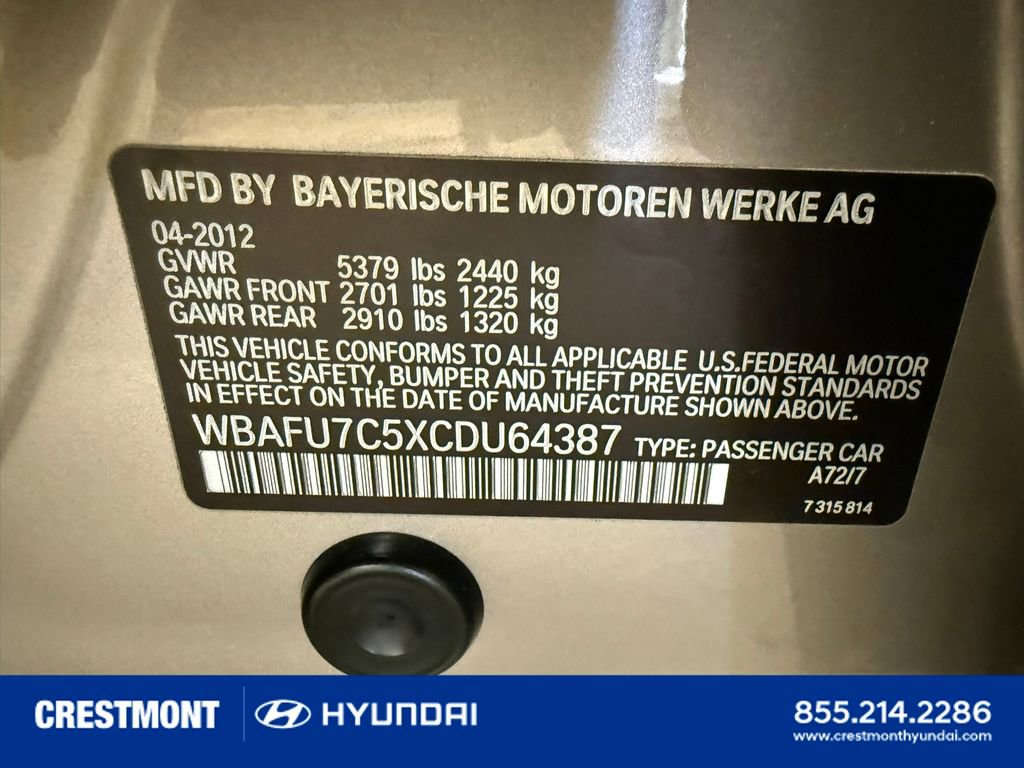 MFD BY BAYERISCHE MOTOREN WERKE AG
04-2012
GVWR 5379 lbs 2440 kg
GAWR FRONT 2701 lbs 1225 kg
GAWR REAR 2910 lbs 1320 kg
THIS VEHICLE CONFORMS TO ALL APPLICABLE U.S.FEDERAL MOTOR
VEHICLE SAFETY, BUMPER AND THEFT PREVENTION STANDARDS
IN EFFECT ON THE DATE OF MANUFACTURE SHOWN ABOVE.
WBAFU7C5XCDU64387 TYPE: PASSENGER CAR
A72/7
7 315 814
CRESTMONT HYUNDAI 855.214.2286
www.crestmonthyundai.com